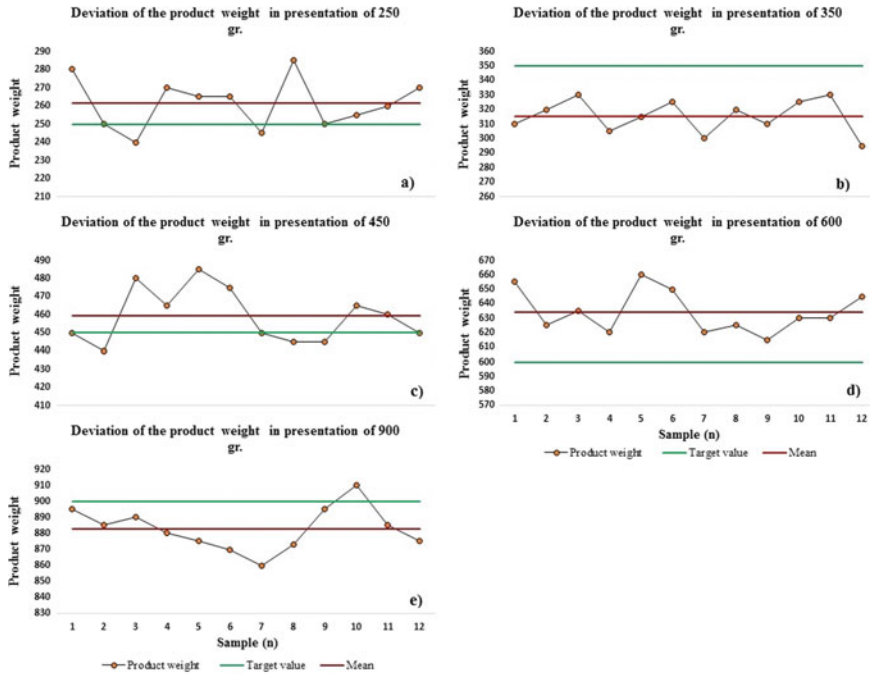 Deviation of the product weight in presentation of 250
gr.
290
280
270
260
250
240
230
220
210
Product weight
a)
Deviation of the product weight in presentation of 350
gr.
360
350
340
330
320
310
300
290
280
270
260
Product weight
b)
Deviation of the product weight in presentation of 450
gr.
490
480
470
460
450
440
430
420
410
Product weight
c)
Deviation of the product weight in presentation of 600
gr.
670
660
650
640
630
620
610
600
590
580
570
Product weight
d)
1 2 3 4 5 6 7 8 9 10 11 12
Sample (n)
Product weight Target value Mean
Deviation of the product weight in presentation of 900
gr.
920
910
900
890
880
870
860
850
840
830
Product weight
e)
1 2 3 4 5 6 7 8 9 10 11 12
Sample (n)
Product weight Target value Mean